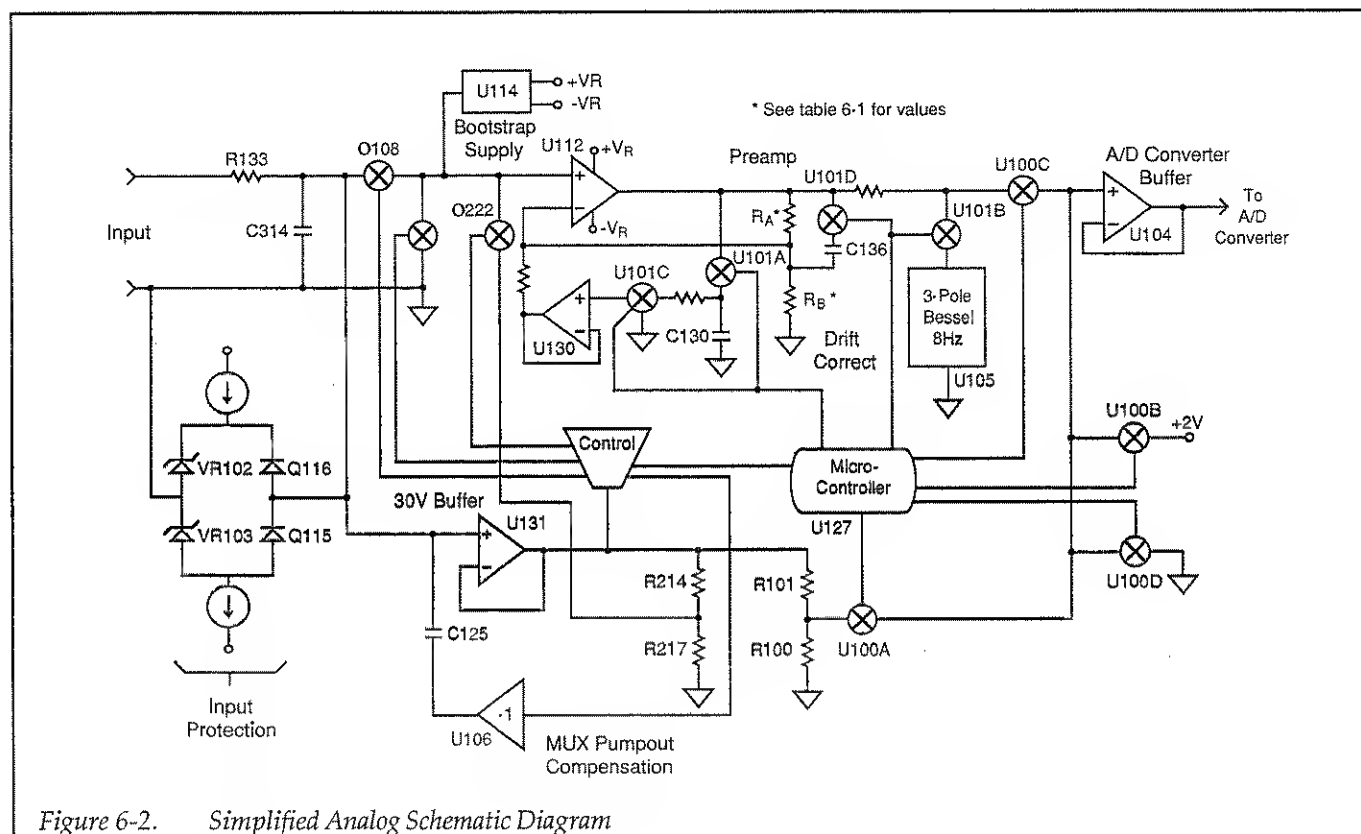 U114
+VR
-VR
Bootstrap
Supply
* See table 6-1 for values
O108
U112
+VR
-VR
Preamp
U101D
U100C
A/D Converter
Buffer
R133
O222
RA*
U101B
To
A/D
Converter
Input
C314
C136
U104
U101C
U101A
RB*
3-Pole
Bessel
8Hz
U130
C130
Drift
Correct
U105
U100B
+2V
Control
Micro-
Controller
VR102
Q116
30V Buffer
U131
U127
VR103
Q115
R214
R101
U100D
C125
R217
R100
U100A
Input
Protection
-1
U106
MUX Pumpout
Compensation
Figure 6-2. Simplified Analog Schematic Diagram
+
-
+
-
+
-
+
-